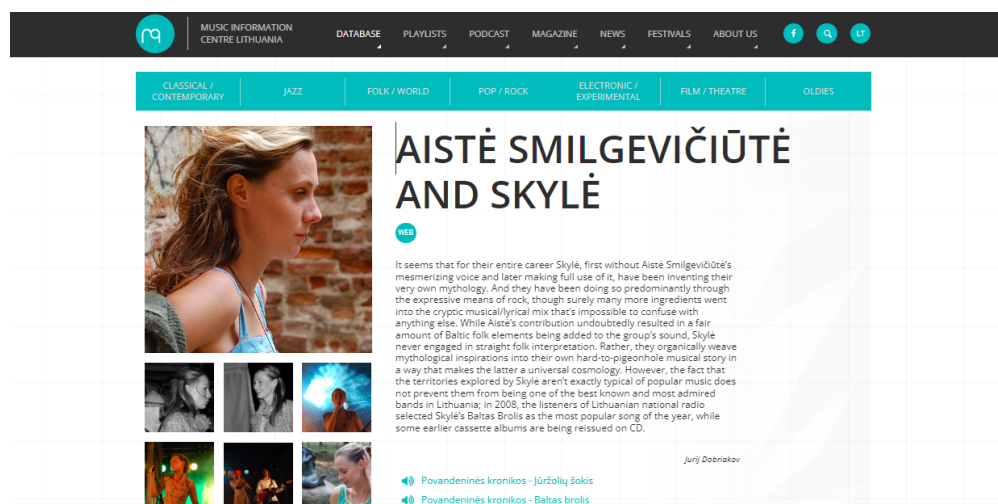 MUSIC INFORMATION
CENTRE LITHUANIA
DATABASE
PLAYLISTS
PODCAST
MAGAZINE
NEWS
FESTIVALS
ABOUT US
f
LT
CLASSICAL /
CONTEMPORARY
JAZZ
FOLK / WORLD
POP / ROCK
ELECTRONIC /
EXPERIMENTAL
FILM / THEATRE
OLDIES
AISTĖ SMILGEVIČIŪTĖ
AND SKYLĖ
WEB
It seems that for their entire career Skylė, first without Aistė Smilgevičiūtė's
mesmerizing voice and later making full use of it, have been inventing their
very own mythology. And they have been doing so predominantly through
the expressive means of rock, though surely many more ingredients went
into the cryptic musical/lyrical mix that's impossible to confuse with
anything else. While Aistė's contribution undoubtedly resulted in a fair
amount of Baltic folk elements being added to the group's sound, Skylė
never engaged in straight folk interpretation. Rather, they organically weave
mythological inspirations into their own hard-to-pigeonhole musical story in
a way that makes the latter a universal cosmology. However, the fact that
the territories explored by Skylė aren't exactly typical of popular music does
not prevent them from being one of the best known and most admired
bands in Lithuania; in 2008, the listeners of Lithuanian national radio
selected Skylė's Baltas Brolis as the most popular song of the year, while
some earlier cassette albums are being reissued on CD.
Jurij Dobriakov
Povandeninės kronikos - Jūržolių šokis
Povandeninės kronikos - Baltas brolis